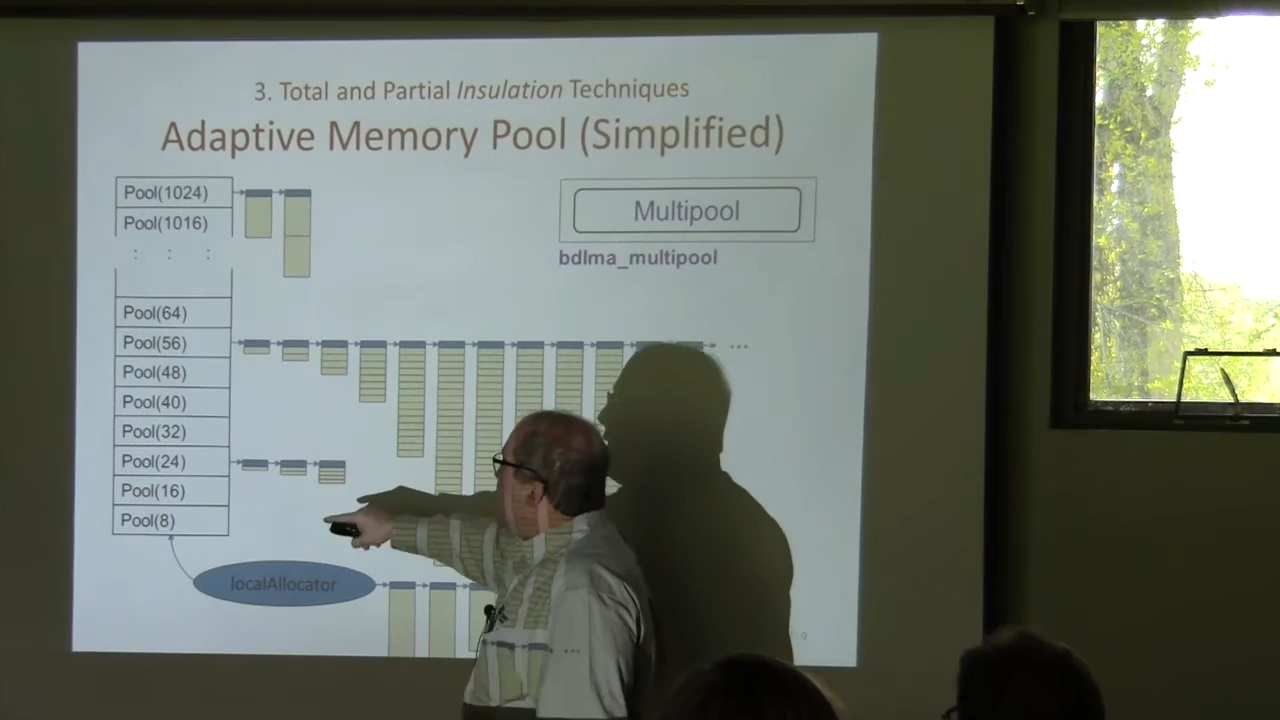 3. Total and Partial Insulation Techniques
Adaptive Memory Pool (Simplified)
Pool(1024)
Pool(1016)
: : :
Pool(64)
Pool(56)
Pool(48)
Pool(40)
Pool(32)
Pool(24)
Pool(16)
Pool(8)
Multipool
bdlma_multipool
...
localAllocator
...